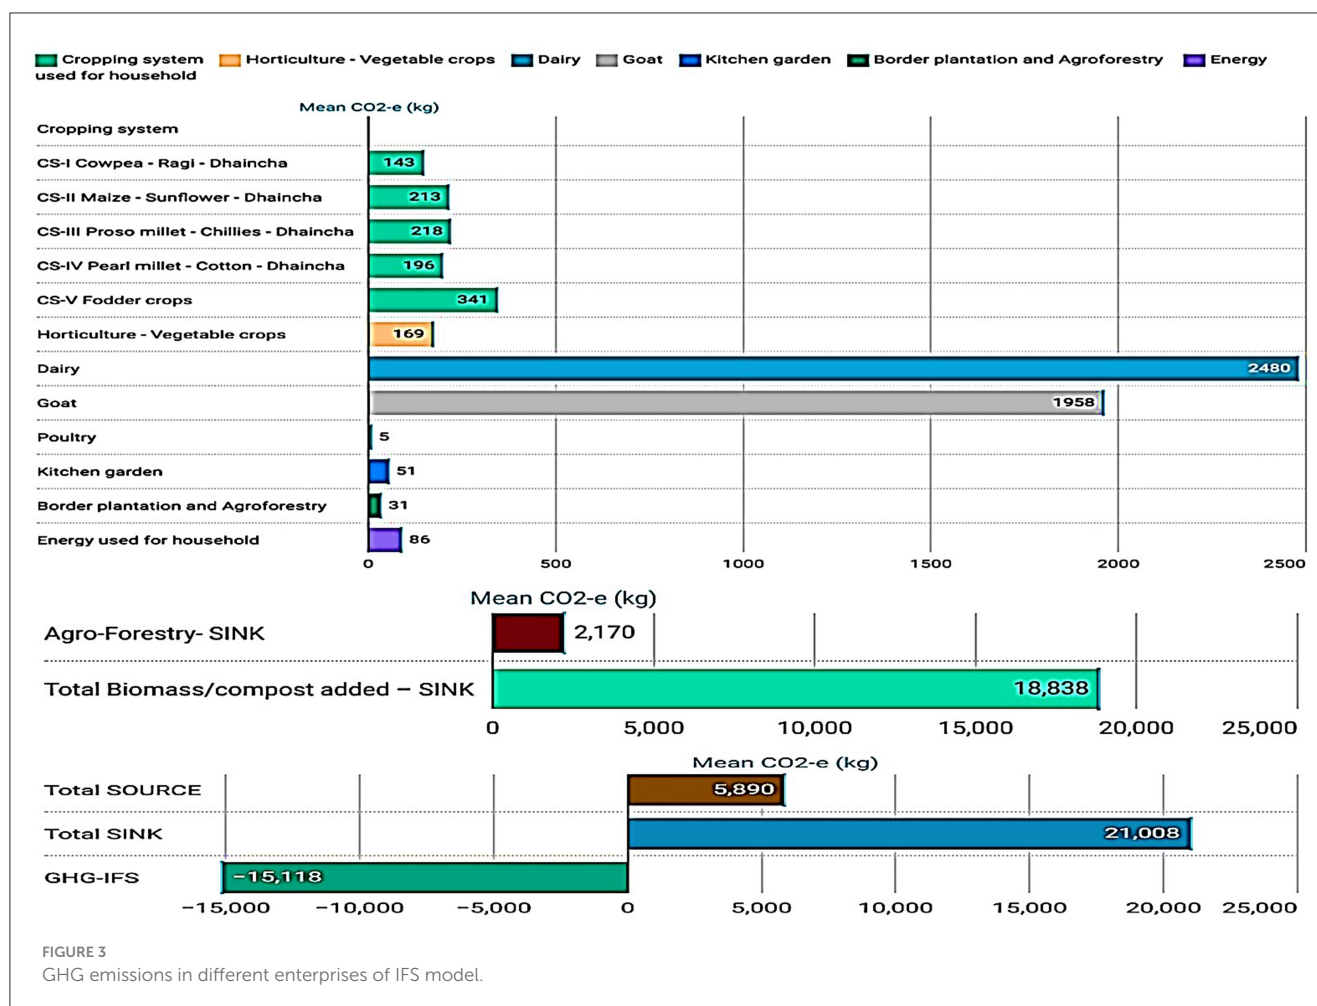 Cropping system used for household
Horticulture - Vegetable crops
Dairy
Goat
Kitchen garden
Border plantation and Agroforestry
Energy
Mean CO2-e (kg)
Cropping system
CS-I Cowpea - Ragi - Dhaincha 143
CS-II Maize - Sunflower - Dhaincha 213
CS-III Proso millet - Chillies - Dhaincha 218
CS-IV Pearl millet - Cotton - Dhaincha 196
CS-V Fodder crops 341
Horticulture - Vegetable crops 169
Dairy 2480
Goat 1958
Poultry 5
Kitchen garden 51
Border plantation and Agroforestry 31
Energy used for household 86
0 500 1000 1500 2000 2500
Mean CO2-e (kg)
Agro-Forestry- SINK 2,170
Total Biomass/compost added – SINK 18,838
0 5,000 10,000 15,000 20,000 25,000
Mean CO2-e (kg)
Total SOURCE 5,890
Total SINK 21,008
GHG-IFS −15,118
−15,000 −10,000 −5,000 0 5,000 10,000 15,000 20,000 25,000
FIGURE 3
GHG emissions in different enterprises of IFS model.